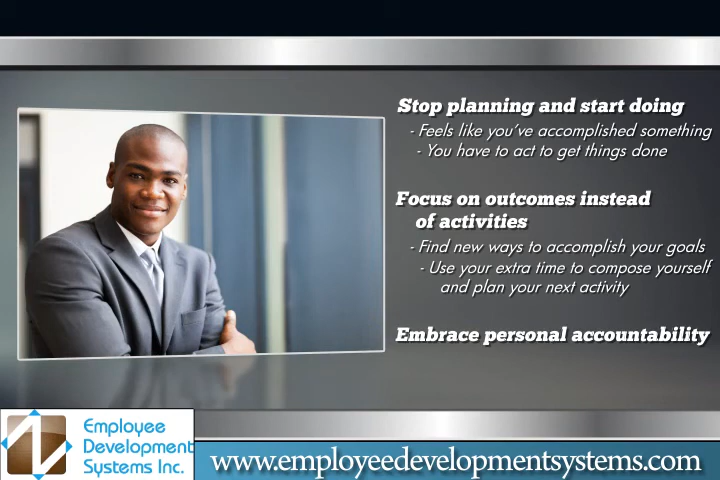 Stop planning and start doing
- Feels like you've accomplished something
- You have to act to get things done
Focus on outcomes instead
of activities
- Find new ways to accomplish your goals
- Use your extra time to compose yourself
and plan your next activity
Embrace personal accountability
Employee
Development
Systems Inc.
www.employeedevelopmentsystems.com